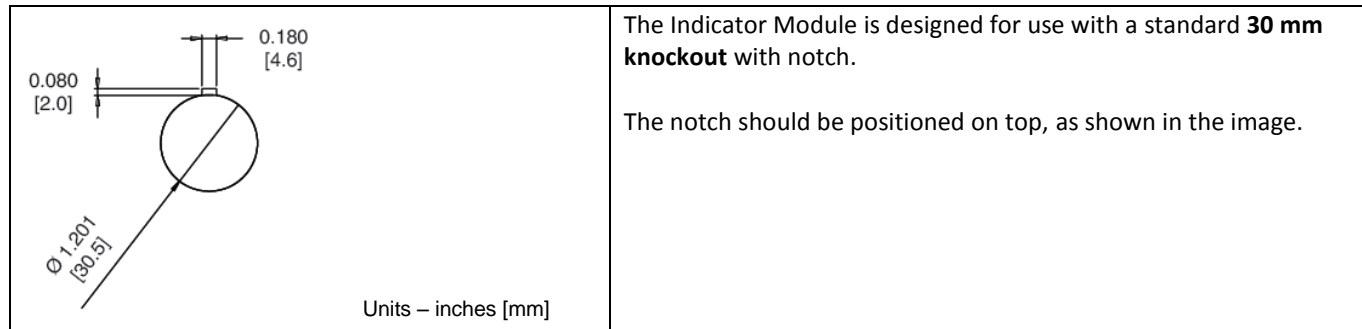 0.180
[4.6]
0.080
[2.0]
Ø 1.201
[30.5]
Units – inches [mm]
The Indicator Module is designed for use with a standard 30 mm
knockout with notch.
The notch should be positioned on top, as shown in the image.